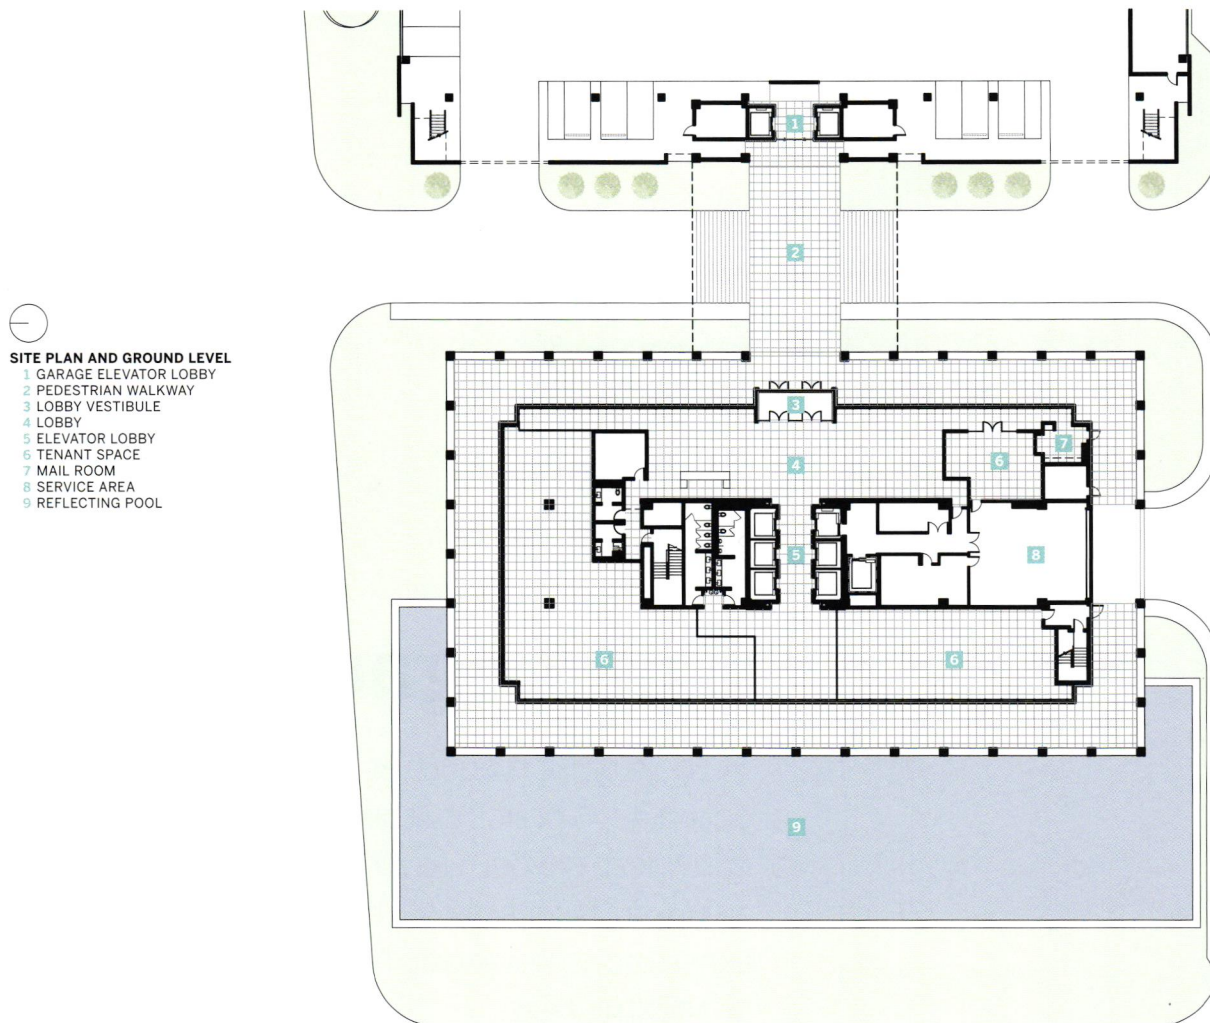 SITE PLAN AND GROUND LEVEL
1 GARAGE ELEVATOR LOBBY
2 PEDESTRIAN WALKWAY
3 LOBBY VESTIBULE
4 LOBBY
5 ELEVATOR LOBBY
6 TENANT SPACE
7 MAIL ROOM
8 SERVICE AREA
9 REFLECTING POOL
1
2
3
7
6
4
5
8
6
6
9